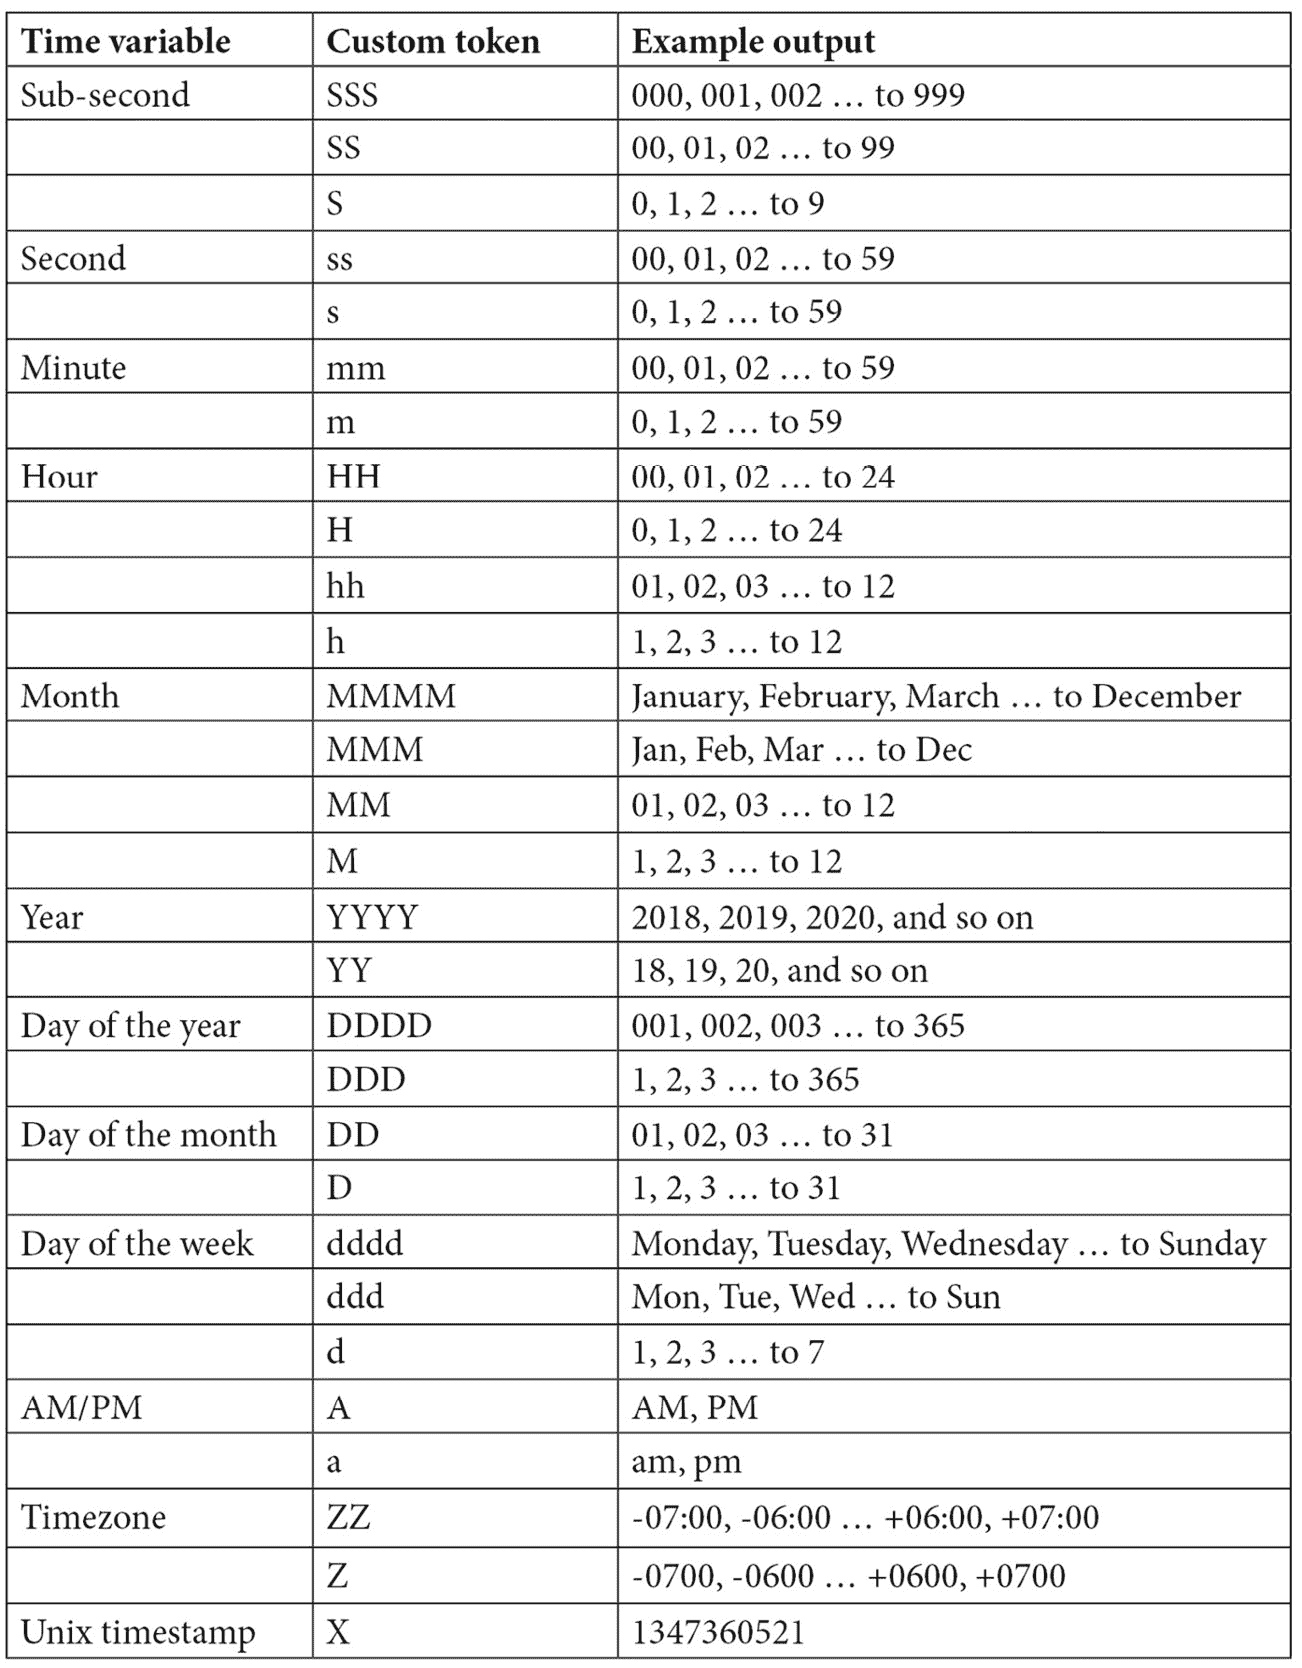 Time variable Custom token Example output
Sub-second SSS 000, 001, 002 … to 999
SS 00, 01, 02 … to 99
S 0, 1, 2 … to 9
Second ss 00, 01, 02 … to 59
s 0, 1, 2 … to 59
Minute mm 00, 01, 02 … to 59
m 0, 1, 2 … to 59
Hour HH 00, 01, 02 … to 24
H 0, 1, 2 … to 24
hh 01, 02, 03 … to 12
h 1, 2, 3 … to 12
Month MMMM January, February, March … to December
MMM Jan, Feb, Mar … to Dec
MM 01, 02, 03 … to 12
M 1, 2, 3 … to 12
Year YYYY 2018, 2019, 2020, and so on
YY 18, 19, 20, and so on
Day of the year DDDD 001, 002, 003 … to 365
DDD 1, 2, 3 … to 365
Day of the month DD 01, 02, 03 … to 31
D 1, 2, 3 … to 31
Day of the week dddd Monday, Tuesday, Wednesday … to Sunday
ddd Mon, Tue, Wed … to Sun
d 1, 2, 3 … to 7
AM/PM A AM, PM
a am, pm
Timezone ZZ -07:00, -06:00 … +06:00, +07:00
Z -0700, -0600 … +0600, +0700
Unix timestamp X 1347360521